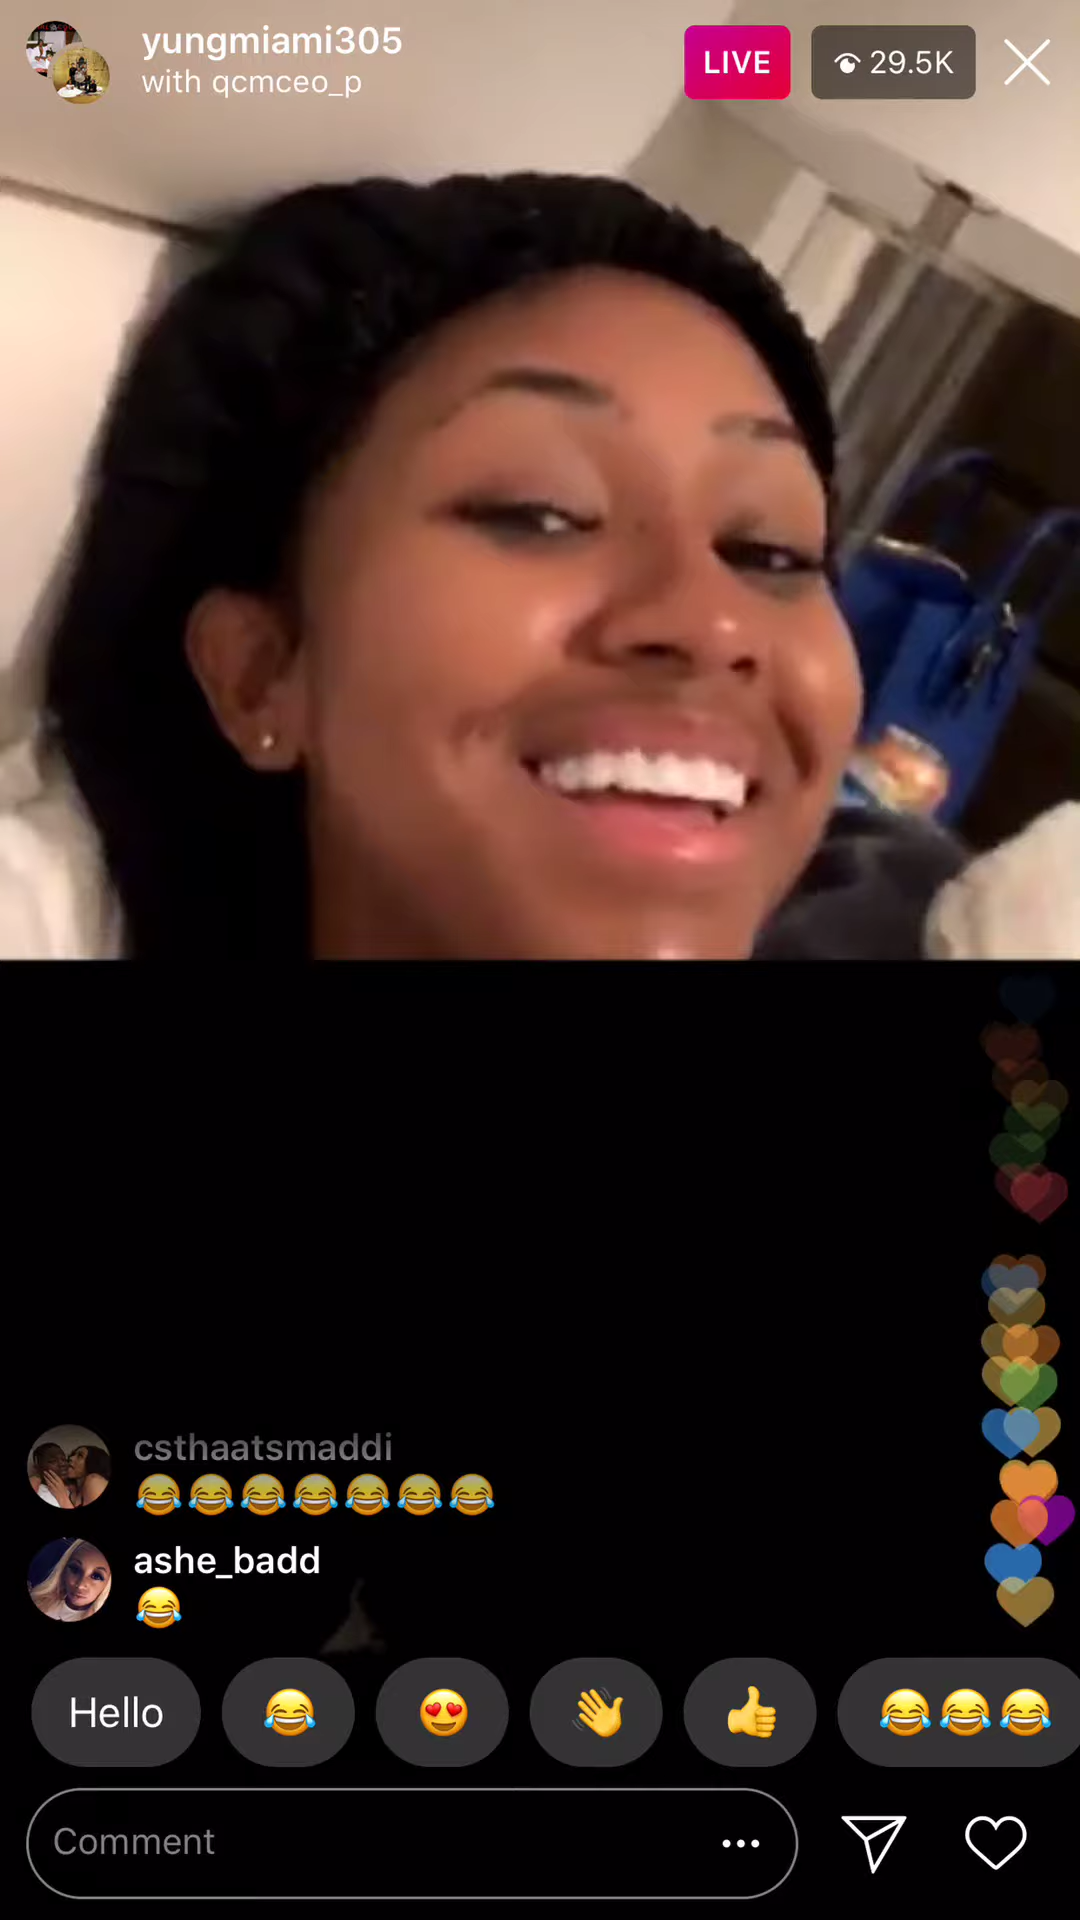 yungmiami305
with qcmceo_p
LIVE
29.5K
csthaatsmaddi
😂😂😂😂😂😂😂
ashe_badd
😂
Hello 😂 😍 👋 👍 😂😂😂
Comment